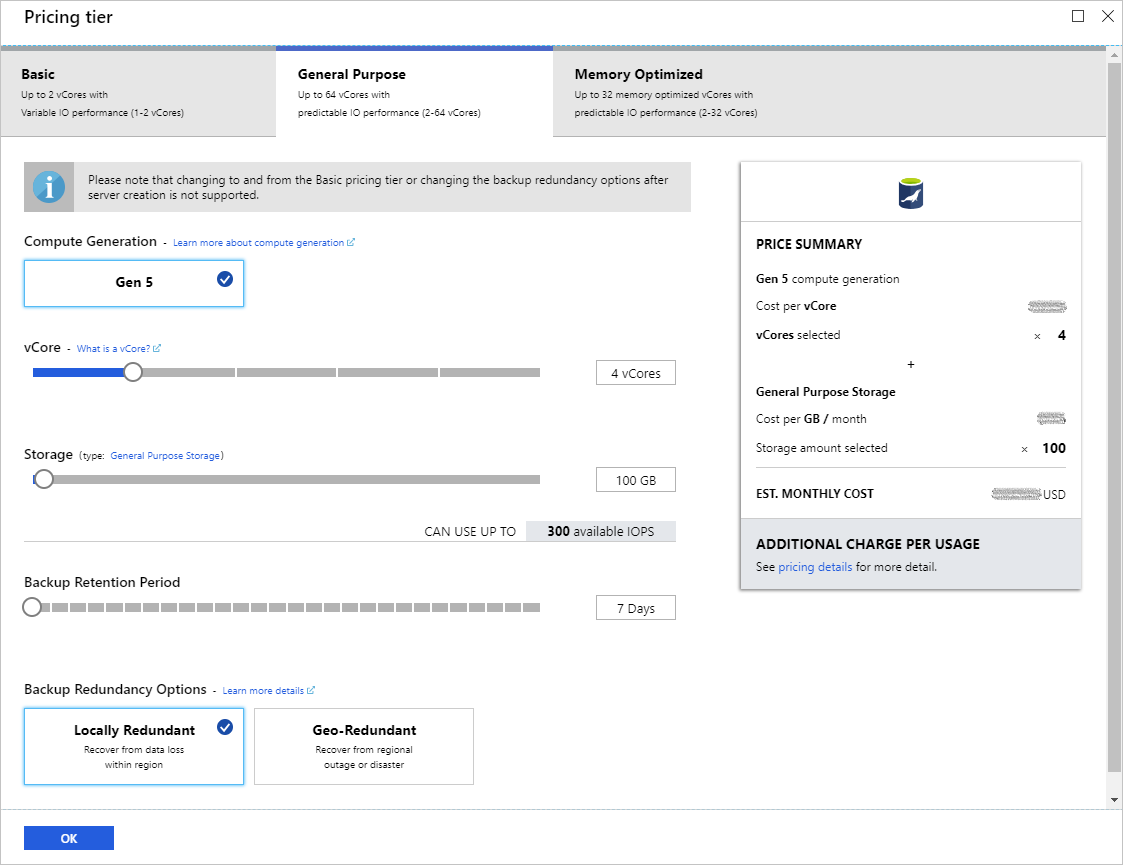 Pricing tier
Basic
Up to 2 vCores with
Variable IO performance (1-2 vCores)
General Purpose
Up to 64 vCores with
predictable IO performance (2-64 vCores)
Memory Optimized
Up to 32 memory optimized vCores with
predictable IO performance (2-32 vCores)
Please note that changing to and from the Basic pricing tier or changing the backup redundancy options after
server creation is not supported.
Compute Generation - Learn more about compute generation
Gen 5
vCore - What is a vCore?
4 vCores
Storage (type: General Purpose Storage)
100 GB
CAN USE UP TO 300 available IOPS
Backup Retention Period
7 Days
Backup Redundancy Options - Learn more details
Locally Redundant
Recover from data loss
within region
Geo-Redundant
Recover from regional
outage or disaster
OK
PRICE SUMMARY
Gen 5 compute generation
Cost per vCore
vCores selected × 4
+
General Purpose Storage
Cost per GB / month
Storage amount selected × 100
EST. MONTHLY COST USD
ADDITIONAL CHARGE PER USAGE
See pricing details for more detail.